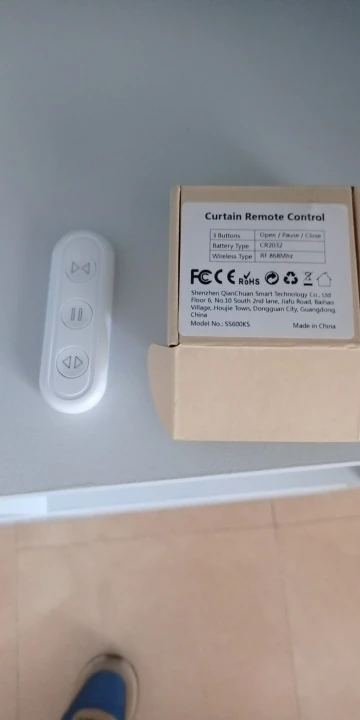 Curtain Remote Control
3 Buttons Open / Pause / Close
Battery Type CR2032
Wireless Type RF 868Mhz
FC CE RoHS
Shenzhen QianChuan Smart Technology Co., Ltd
Floor 6, No.10 South 2nd lane, Jiafu Road, Baihan
Village, Houjie Town, Dongguan City, Guangdong,
China
Model No.: S5600KS Made in China